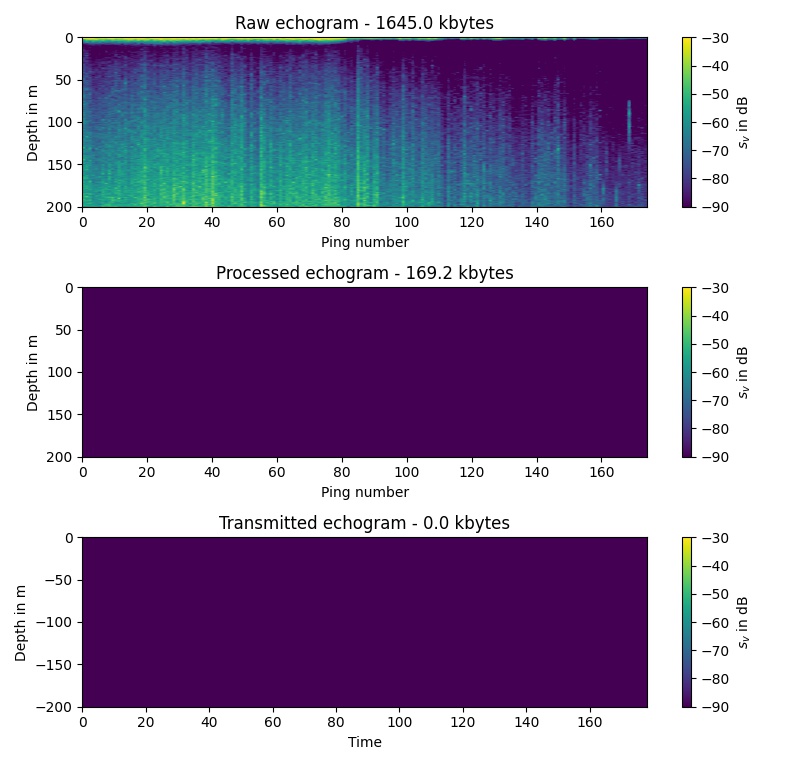 Raw echogram - 1645.0 kbytes
0
50
100
150
200
Depth in m
0 20 40 60 80 100 120 140 160
Ping number
−30
−40
−50
−60
−70
−80
−90
sv in dB
Processed echogram - 169.2 kbytes
0
50
100
150
200
Depth in m
0 20 40 60 80 100 120 140 160
Ping number
−30
−40
−50
−60
−70
−80
−90
sv in dB
Transmitted echogram - 0.0 kbytes
0
−50
−100
−150
−200
Depth in m
0 20 40 60 80 100 120 140 160
Time
−30
−40
−50
−60
−70
−80
−90
sv in dB